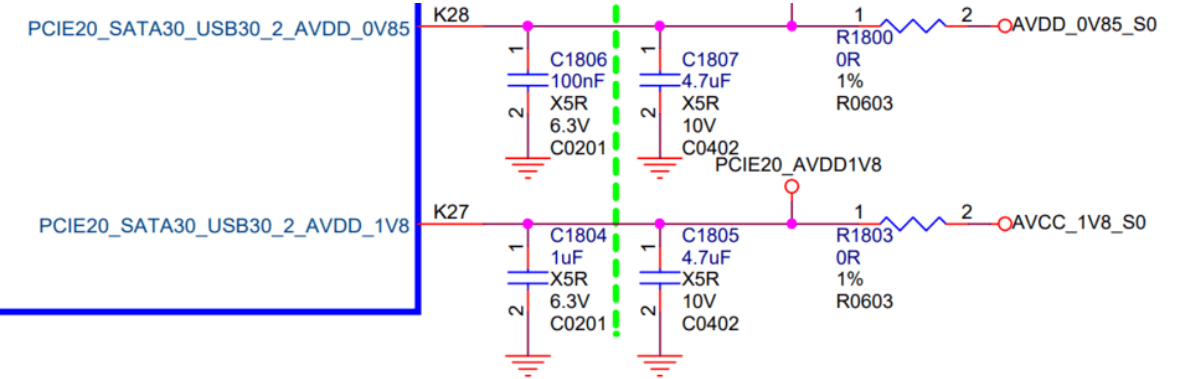 PCIE20_SATA30_USB30_2_AVDD_0V85
K28
1
2
AVDD_0V85_S0
1
C1806
100nF
X5R
6.3V
C0201
2
1
C1807
4.7uF
X5R
10V
C0402
2
R1800
0R
1%
R0603
PCIE20_AVDD1V8
PCIE20_SATA30_USB30_2_AVDD_1V8
K27
1
2
AVCC_1V8_S0
1
C1804
1uF
X5R
6.3V
C0201
2
1
C1805
4.7uF
X5R
10V
C0402
2
R1803
0R
1%
R0603